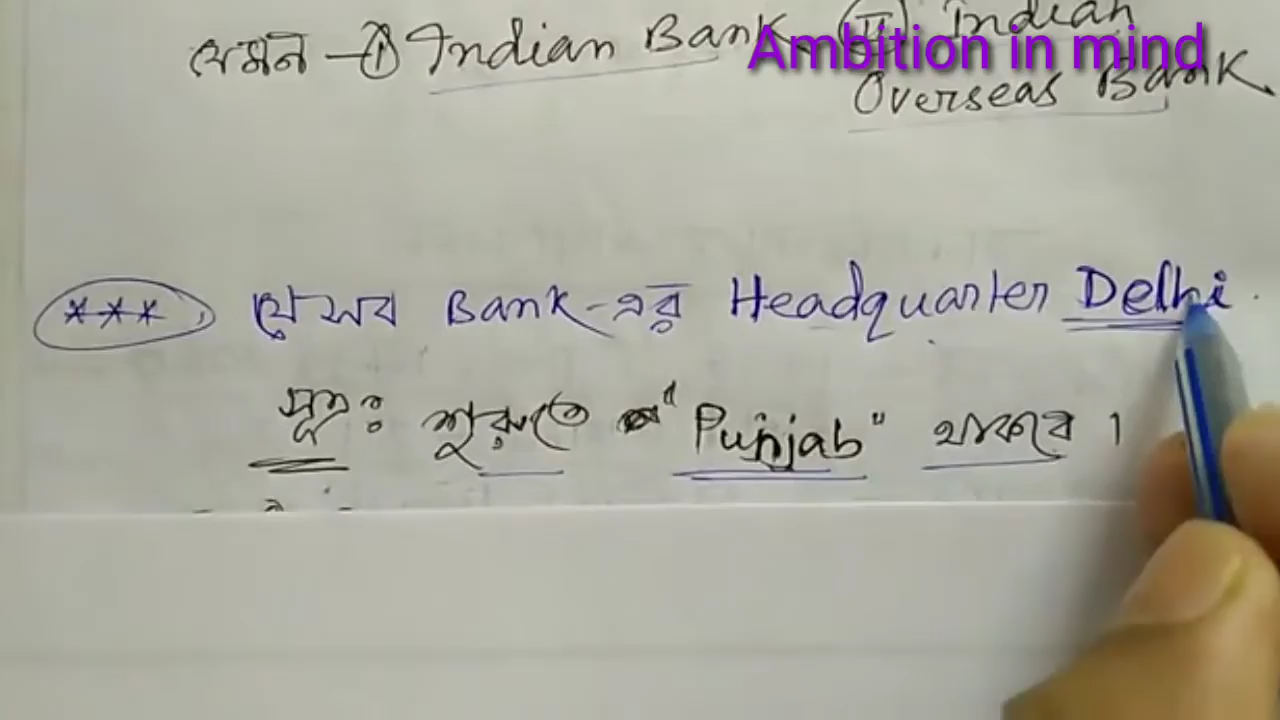 যেমন – (i) Indian Bank, (ii) Indian
Overseas Bank.
Ambition in mind
*** যেসব Bank-এর Headquarter Delhi
সূত্রঃ শুরুতে "Punjab" থাকবে ।